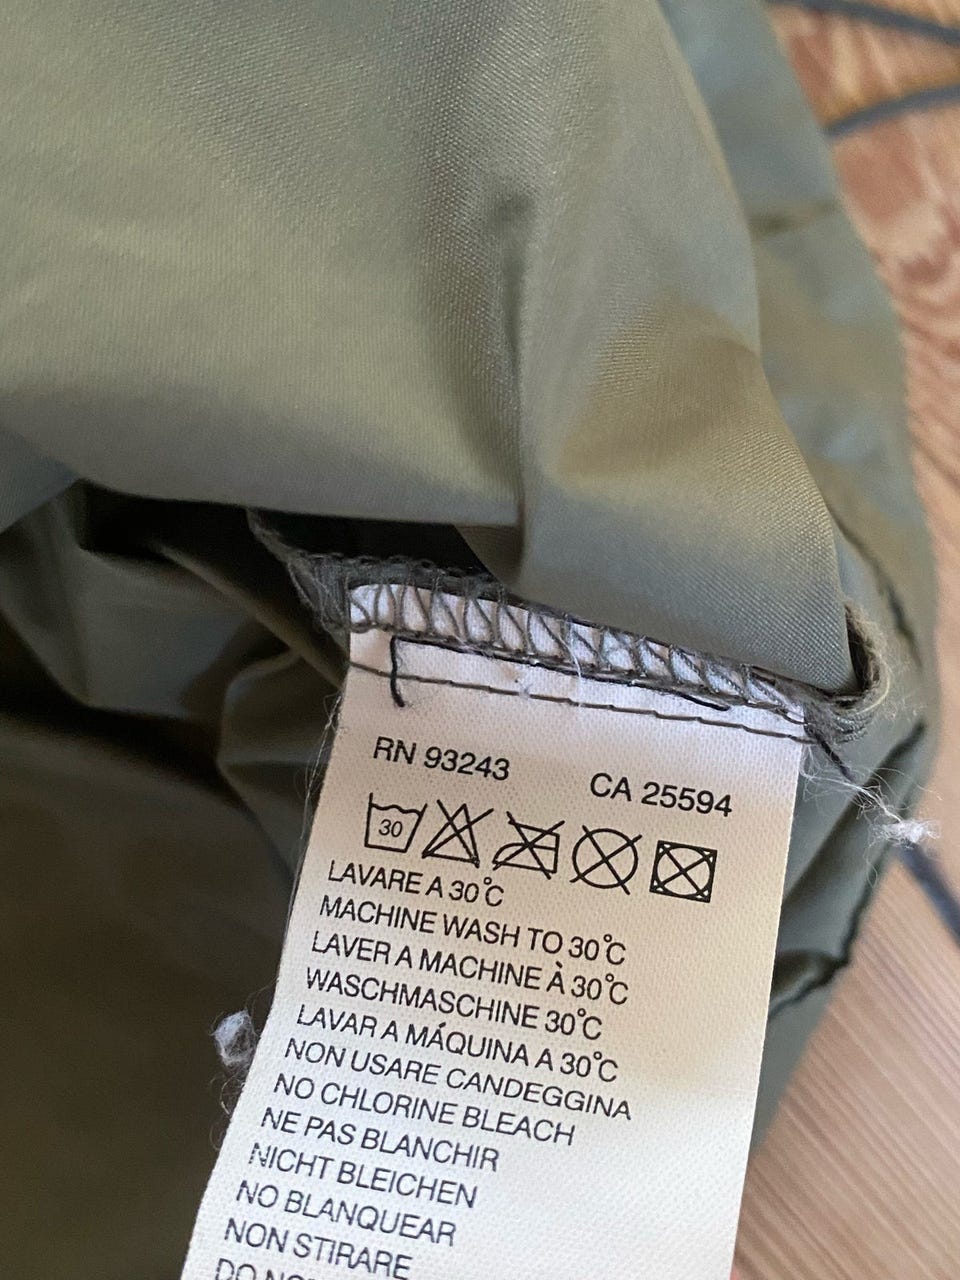 RN 93243 CA 25594
30
LAVARE A 30°C
MACHINE WASH TO 30°C
LAVER A MACHINE À 30°C
WASCHMASCHINE 30°C
LAVAR A MÁQUINA A 30°C
NON USARE CANDEGGINA
NO CHLORINE BLEACH
NE PAS BLANCHIR
NICHT BLEICHEN
NO BLANQUEAR
NON STIRARE
DO